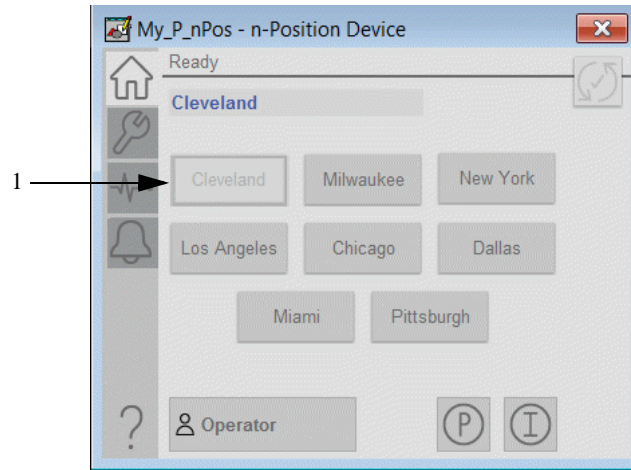 My_P_nPos - n-Position Device
Ready
Cleveland
1
Cleveland Milwaukee New York
Los Angeles Chicago Dallas
Miami Pittsburgh
? Operator P I